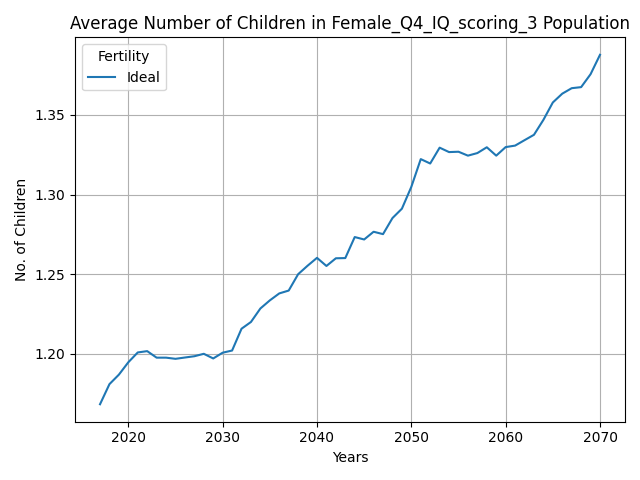 Average Number of Children in Female_Q4_IQ_scoring_3 Population
Fertility
Ideal
No. of Children
1.35
1.30
1.25
1.20
2020 2030 2040 2050 2060 2070
Years